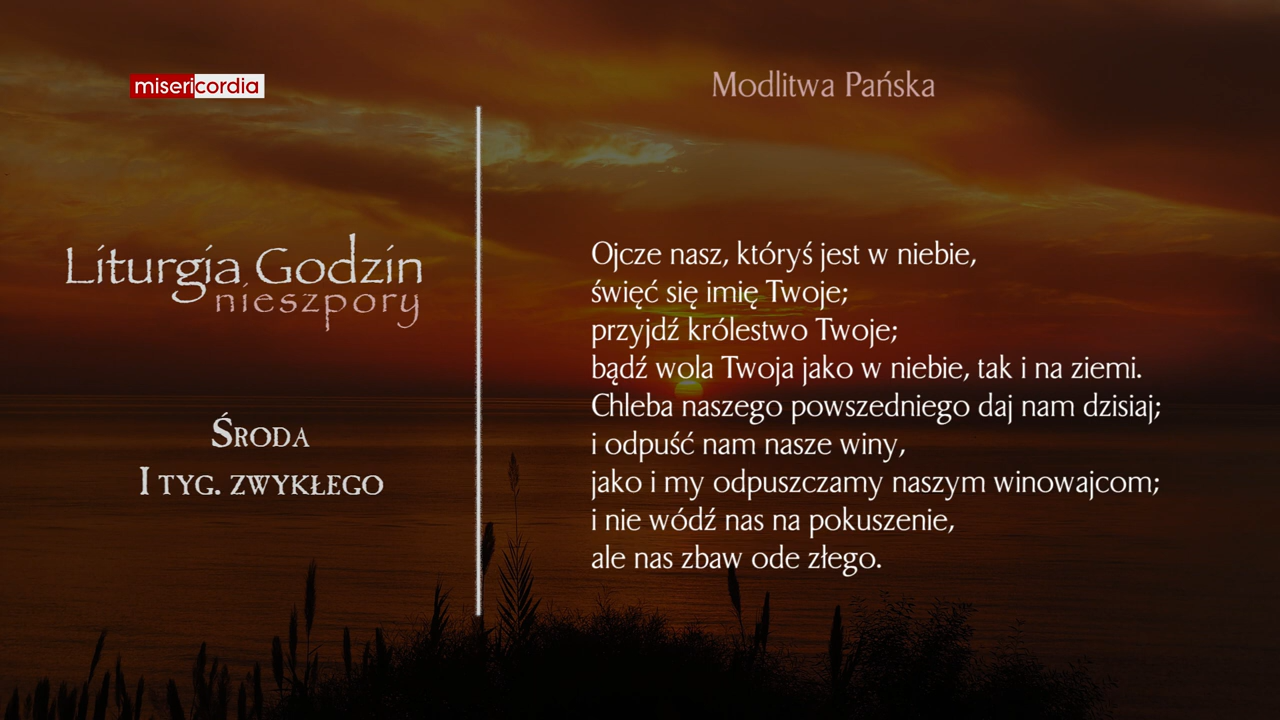 misericordia
Liturgia Godzin
nieszpory
Środa
I tyg. zwykłego
Modlitwa Pańska
Ojcze nasz, któryś jest w niebie,
święć się imię Twoje;
przyjdź królestwo Twoje;
bądź wola Twoja jako w niebie, tak i na ziemi.
Chleba naszego powszedniego daj nam dzisiaj;
i odpuść nam nasze winy,
jako i my odpuszczamy naszym winowajcom;
i nie wódź nas na pokuszenie,
ale nas zbaw ode złego.